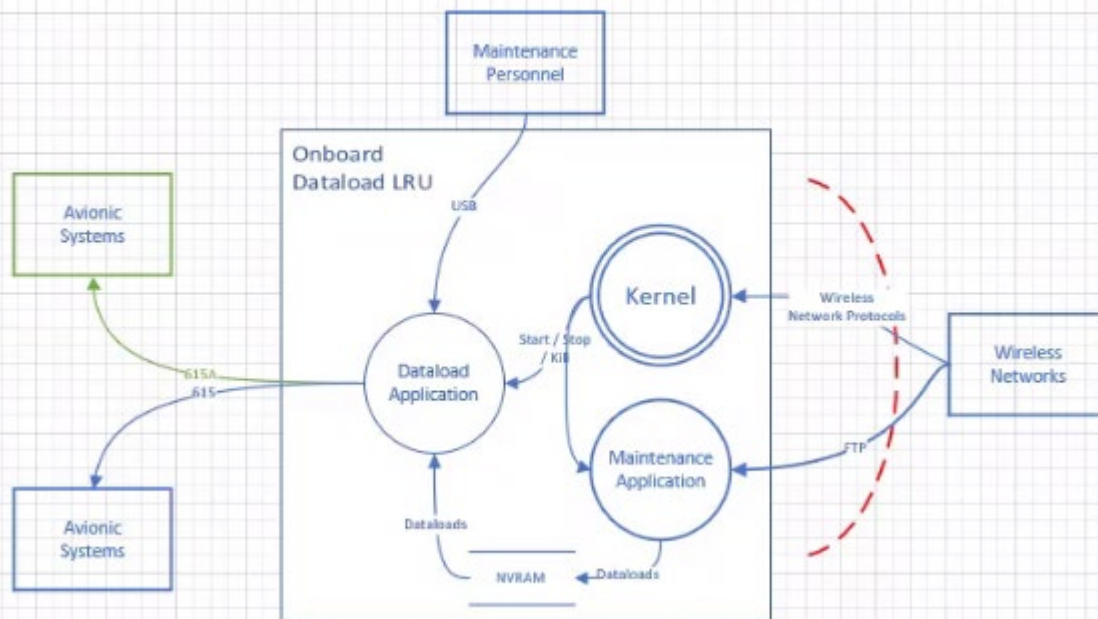 Maintenance
Personnel
Onboard
Dataload LRU
Avionic
Systems
USB
Kernel
Wireless
Network Protocols
Start / Stop
/ Kill
Wireless
Networks
Dataload
Application
615A
615
FTP
Maintenance
Application
Avionic
Systems
Dataloads
NVRAM
Dataloads